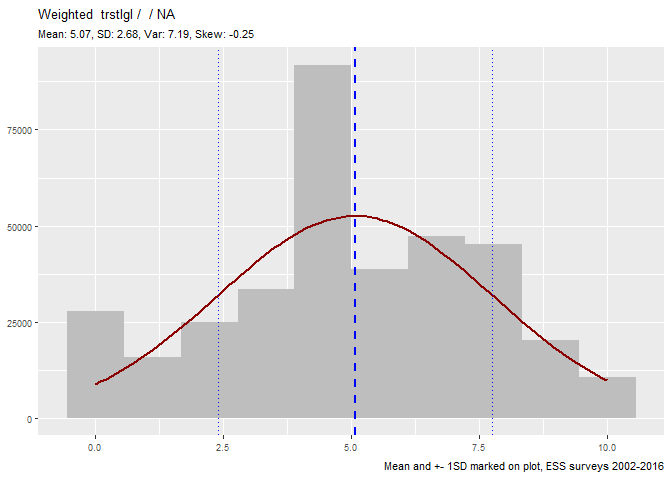 Weighted  trstlgl /  / NA
Mean: 5.07, SD: 2.68, Var: 7.19, Skew: -0.25
75000
50000
25000
0
0.0 2.5 5.0 7.5 10.0
Mean and +- 1SD marked on plot, ESS surveys 2002-2016